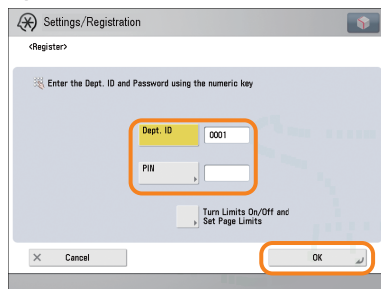 Settings/Registration
<Register>
Enter the Dept. ID and Password using the numeric key
Dept. ID
0001
PIN
Turn Limits On/Off and
Set Page Limits
Cancel
OK